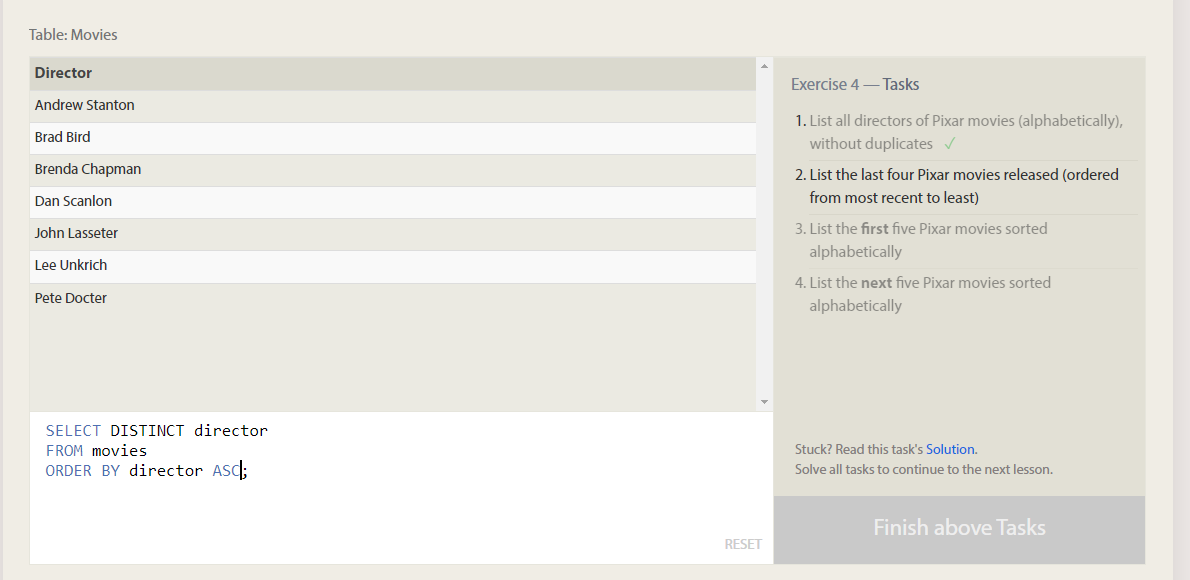 Table: Movies
Director
Andrew Stanton
Brad Bird
Brenda Chapman
Dan Scanlon
John Lasseter
Lee Unkrich
Pete Docter
SELECT DISTINCT director
FROM movies
ORDER BY director ASC;
RESET
Exercise 4 — Tasks
1. List all directors of Pixar movies (alphabetically),
without duplicates ✓
2. List the last four Pixar movies released (ordered
from most recent to least)
3. List the first five Pixar movies sorted
alphabetically
4. List the next five Pixar movies sorted
alphabetically
Stuck? Read this task's Solution.
Solve all tasks to continue to the next lesson.
Finish above Tasks